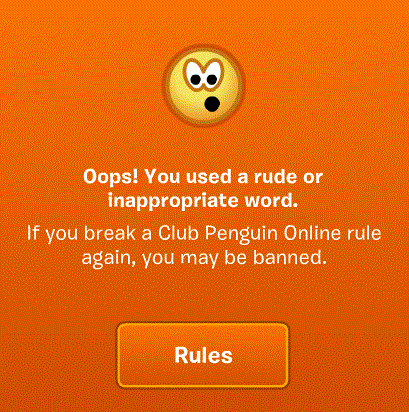 Oops! You used a rude or
inappropriate word.
If you break a Club Penguin Online rule
again, you may be banned.
Rules